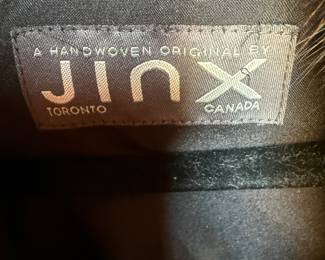 A HANDWOVEN ORIGINAL BY
JINX
TORONTO CANADA